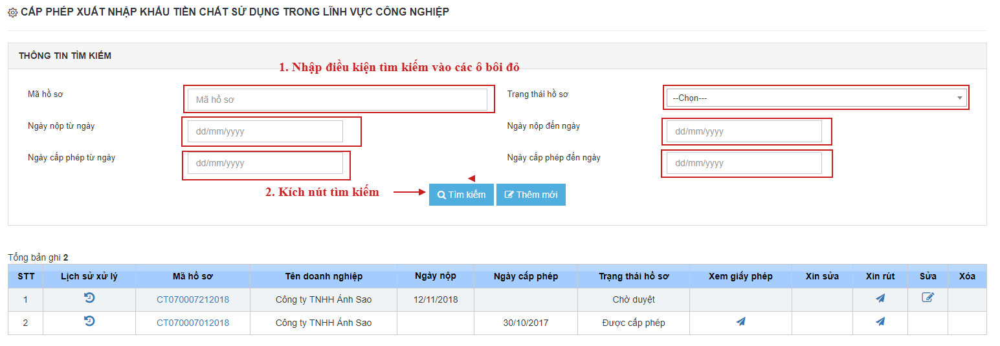 CẤP PHÉP XUẤT NHẬP KHẨU TIỀN CHẤT SỬ DỤNG TRONG LĨNH VỰC CÔNG NGHIỆP
THÔNG TIN TÌM KIẾM
1. Nhập điều kiện tìm kiếm vào các ô bôi đỏ
Mã hồ sơ Mã hồ sơ Trạng thái hồ sơ --Chọn---
Ngày nộp từ ngày dd/mm/yyyy Ngày nộp đến ngày dd/mm/yyyy
Ngày cấp phép từ ngày dd/mm/yyyy Ngày cấp phép đến ngày dd/mm/yyyy
2. Kích nút tìm kiếm Tìm kiếm Thêm mới
Tổng bản ghi 2
STT Lịch sử xử lý Mã hồ sơ Tên doanh nghiệp Ngày nộp Ngày cấp phép Trạng thái hồ sơ Xem giấy phép Xin sửa Xin rút Sửa Xóa
1 CT070007212018 Công ty TNHH Ánh Sao 12/11/2018 Chờ duyệt
2 CT070007012018 Công ty TNHH Ánh Sao 30/10/2017 Được cấp phép